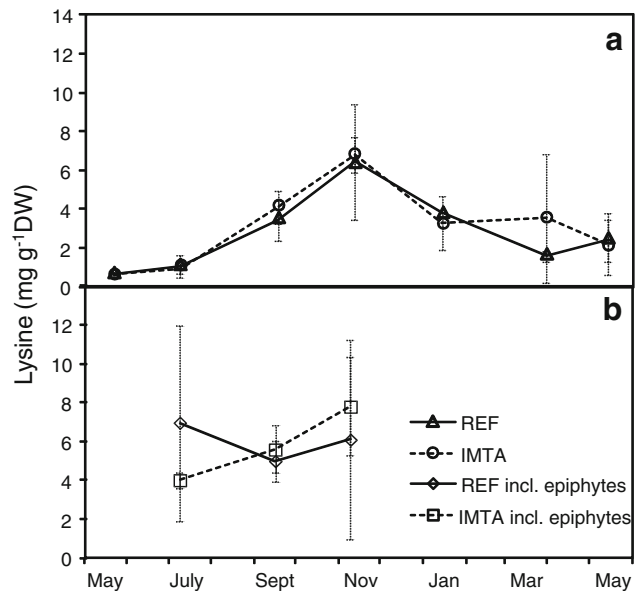 14
a
12
10
8
6
4
2
0
Lysine (mg g⁻¹DW)
b
12
10
8
6
4
2
0
REF
IMTA
REF incl. epiphytes
IMTA incl. epiphytes
May July Sept Nov Jan Mar May